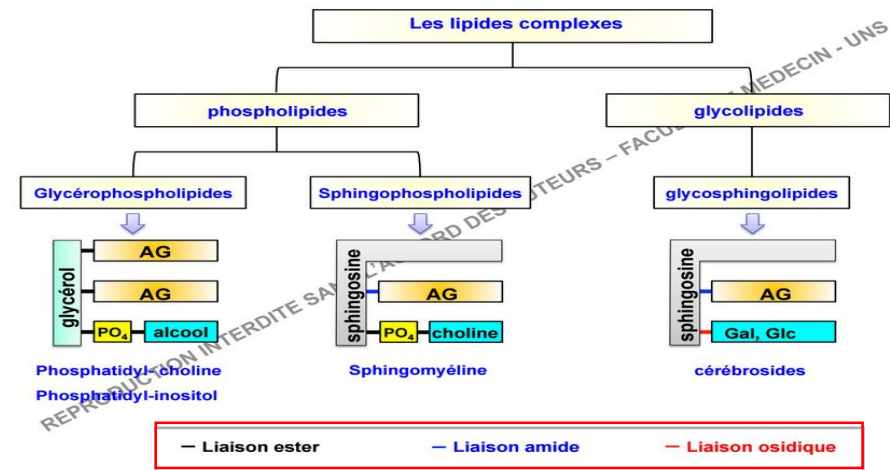 Les lipides complexes
phospholipides
glycolipides
Glycérophospholipides
Sphingophospholipides
glycosphingolipides
glycérol
AG
AG
PO4
alcool
Phosphatidyl-choline
Phosphatidyl-inositol
sphingosine
AG
PO4
choline
Sphingomyéline
sphingosine
AG
Gal, Glc
cérébrosides
– Liaison ester
– Liaison amide
– Liaison osidique
REPRODUCTION INTERDITE SANS L'ACCORD DES AUTEURS – FACULTE MEDECIN - UNS